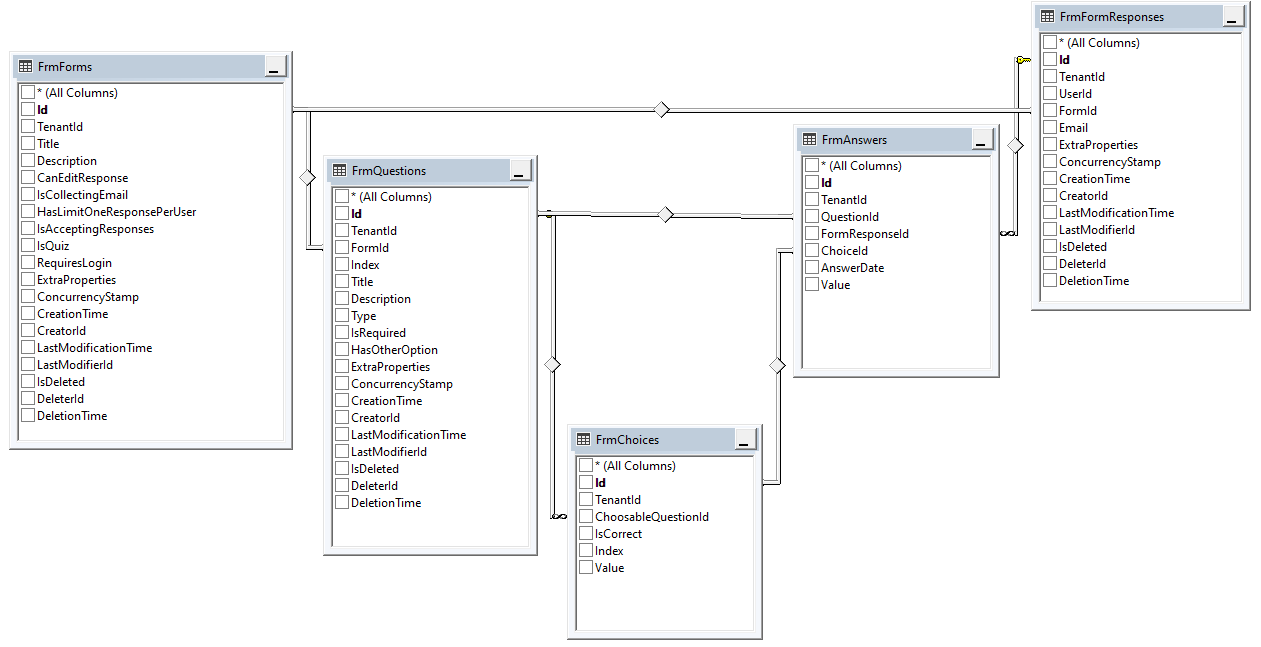 FrmForms
* (All Columns)
Id
TenantId
Title
Description
CanEditResponse
IsCollectingEmail
HasLimitOneResponsePerUser
IsAcceptingResponses
IsQuiz
RequiresLogin
ExtraProperties
ConcurrencyStamp
CreationTime
CreatorId
LastModificationTime
LastModifierId
IsDeleted
DeleterId
DeletionTime
FrmQuestions
* (All Columns)
Id
TenantId
FormId
Index
Title
Description
Type
IsRequired
HasOtherOption
ExtraProperties
ConcurrencyStamp
CreationTime
CreatorId
LastModificationTime
LastModifierId
IsDeleted
DeleterId
DeletionTime
FrmChoices
* (All Columns)
Id
TenantId
ChoosableQuestionId
IsCorrect
Index
Value
FrmAnswers
* (All Columns)
Id
TenantId
QuestionId
FormResponseId
ChoiceId
AnswerDate
Value
FrmFormResponses
* (All Columns)
Id
TenantId
UserId
FormId
Email
ExtraProperties
ConcurrencyStamp
CreationTime
CreatorId
LastModificationTime
LastModifierId
IsDeleted
DeleterId
DeletionTime